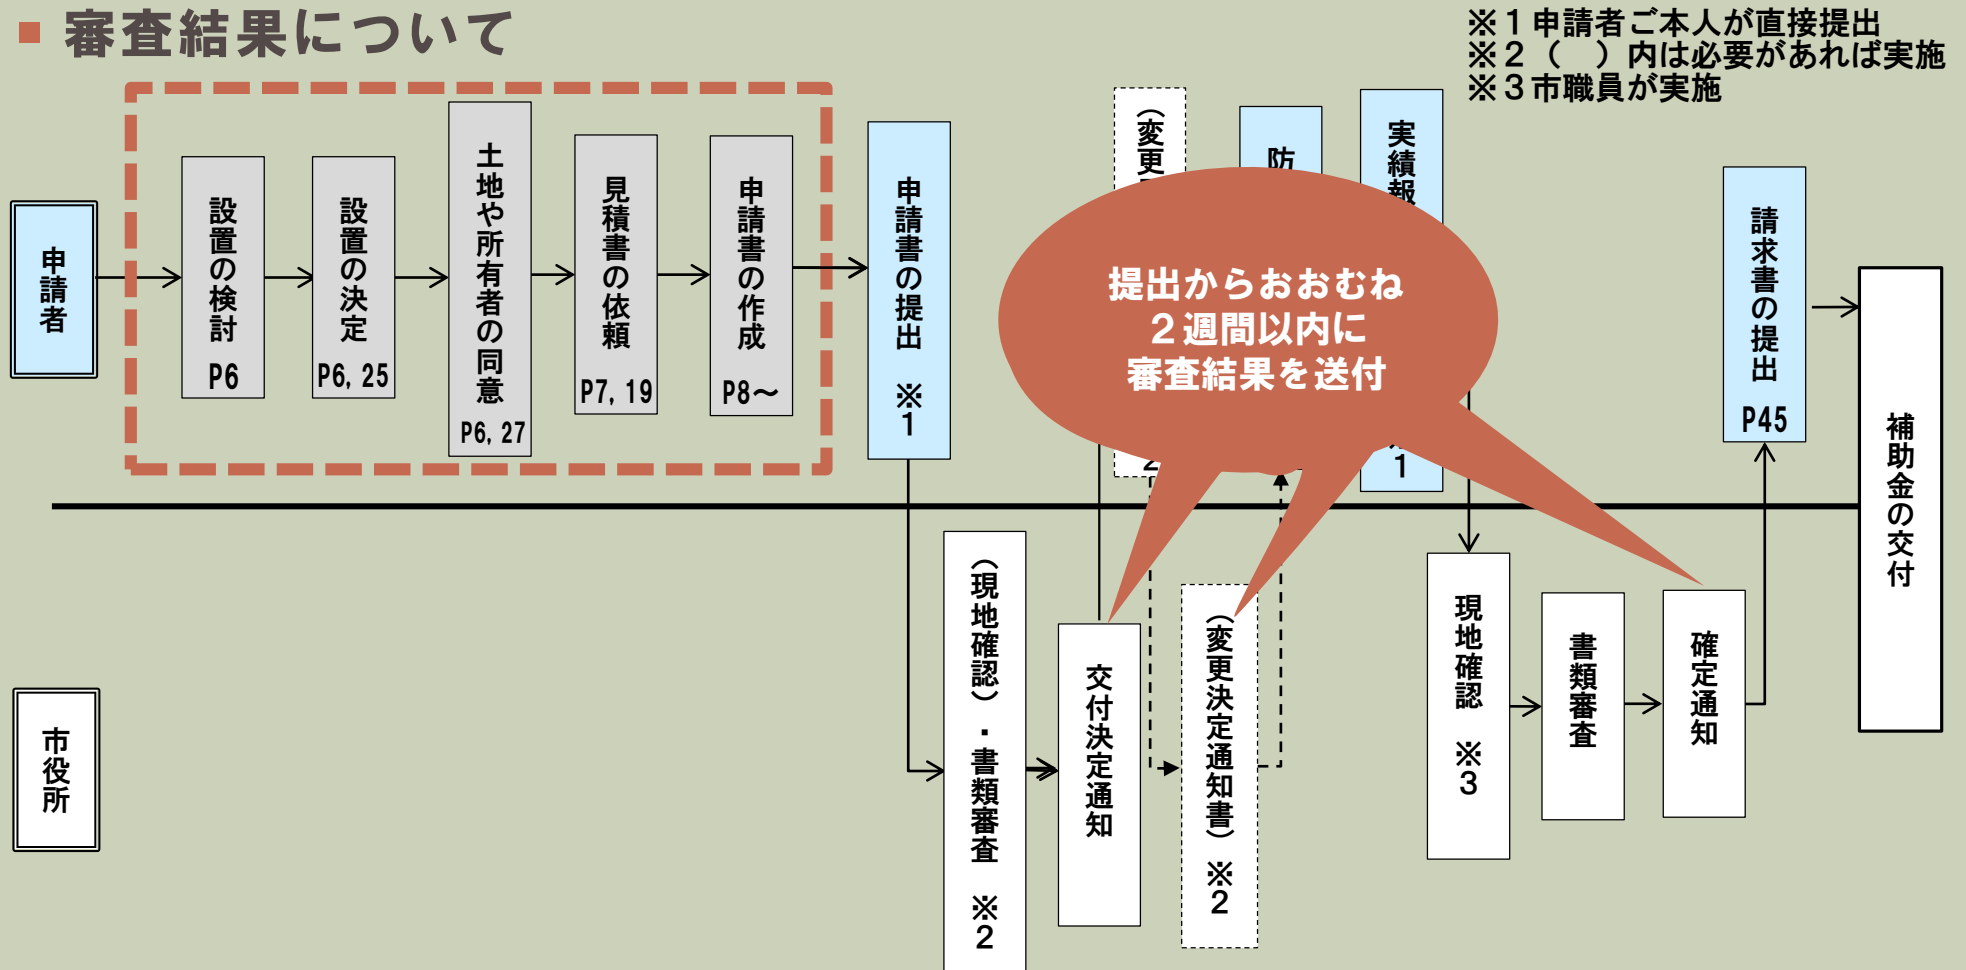 審査結果について
※1申請者ご本人が直接提出
※2（　）内は必要があれば実施
※3市職員が実施
申請者
設置の検討
P6
設置の決定
P6, 25
土地や所有者の同意
P6, 27
見積書の依頼
P7, 19
申請書の作成
P8～
申請書の提出　※1
（変更
2
防
実績報
1
提出からおおむね
２週間以内に
審査結果を送付
請求書の提出
P45
補助金の交付
市役所
（現地確認）・書類審査　※2
交付決定通知
（変更決定通知書）※2
現地確認　※3
書類審査
確定通知